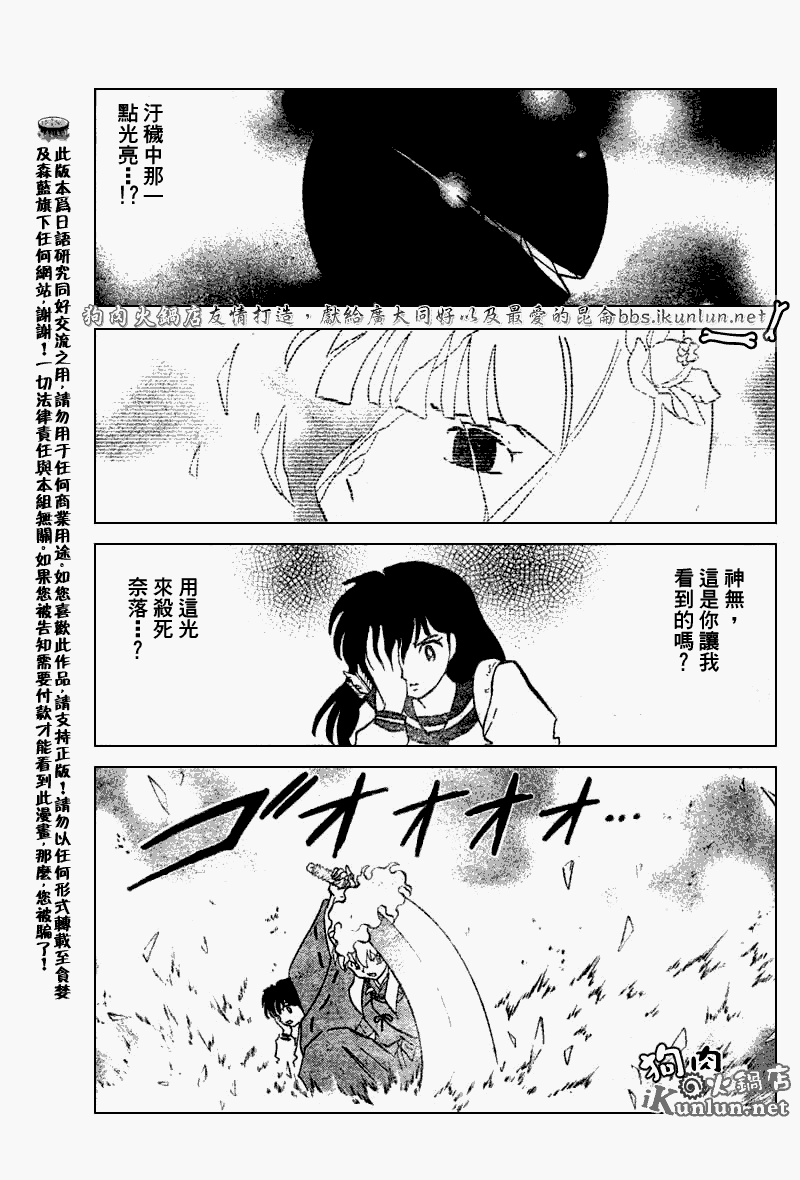 汙穢中那一
點光亮…!?
狗肉火鍋店友情打造，獻給廣大同好以及最愛的昆侖bbs.ikunlun.net
神無，
這是你讓我
看到的嗎？
用這光
來殺死
奈落…？
ゴオオオオ…
狗肉
火鍋店
iKunlun.net
此版本爲日語研究同好交流之用，請勿用于任何商業用途。如您喜歡此作品，請支持正版！請勿以任何形式轉載至貪婪
及森藍旗下任何網站，謝謝！一切法律責任與本組無關。如果您被告知需要付款才能看到此漫畫，那麼，您被騙了！